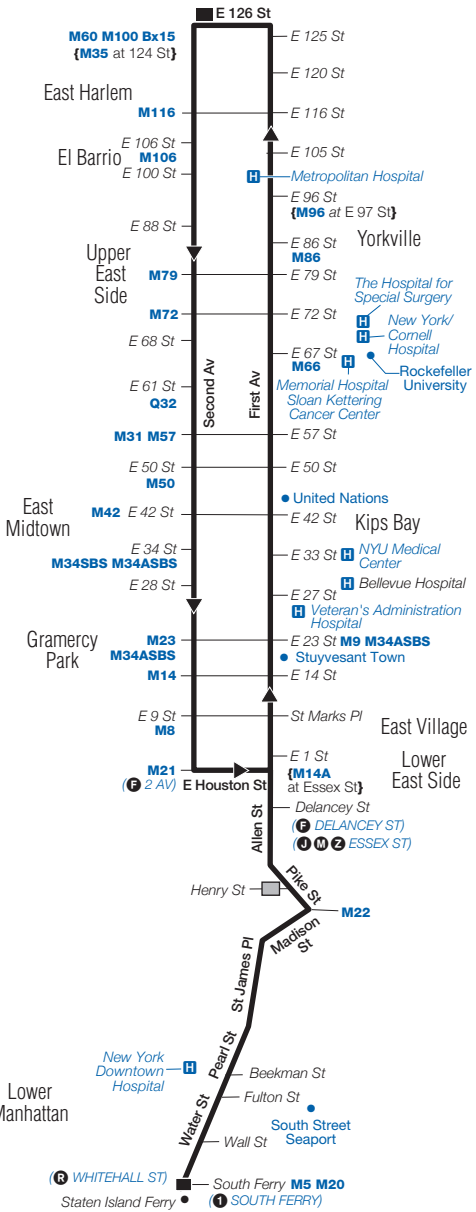 E 126 St
M60 M100 Bx15
{M35 at 124 St}
E 125 St
E 120 St
East Harlem
M116
E 116 St
E 106 St
El Barrio
M106
E 105 St
E 100 St
H
Metropolitan Hospital
E 96 St
{M96 at E 97 St}
E 88 St
E 86 St
M86
Yorkville
Upper
East
Side
M79
E 79 St
The Hospital for
Special Surgery
H
M72
E 72 St
New York/
Cornell
Hospital
H
E 68 St
E 67 St
M66
H
Rockefeller
University
Memorial Hospital
Sloan Kettering
Cancer Center
E 61 St
Q32
Second Av
First Av
M31 M57
E 57 St
E 50 St
M50
E 50 St
United Nations
East
Midtown
M42 E 42 St
E 42 St
Kips Bay
E 34 St
M34SBS M34ASBS
E 33 St
H
NYU Medical
Center
E 28 St
H
Bellevue Hospital
E 27 St
H
Veteran's Administration
Hospital
Gramercy
Park
M23
M34ASBS
E 23 St M9 M34ASBS
Stuyvesant Town
M14
E 14 St
E 9 St
M8
St Marks Pl
East Village
E 1 St
{M14A
at Essex St}
Lower
East Side
M21
(F 2 AV)
E Houston St
Allen St
Delancey St
(F DELANCEY ST)
(J M Z ESSEX ST)
Henry St
Pike St
M22
Madison
St
St James Pl
Pearl St
New York
Downtown
Hospital
H
Beekman St
Fulton St
Lower
Manhattan
Water St
South Street
Seaport
Wall St
(R WHITEHALL ST)
South Ferry M5 M20
Staten Island Ferry
(1 SOUTH FERRY)